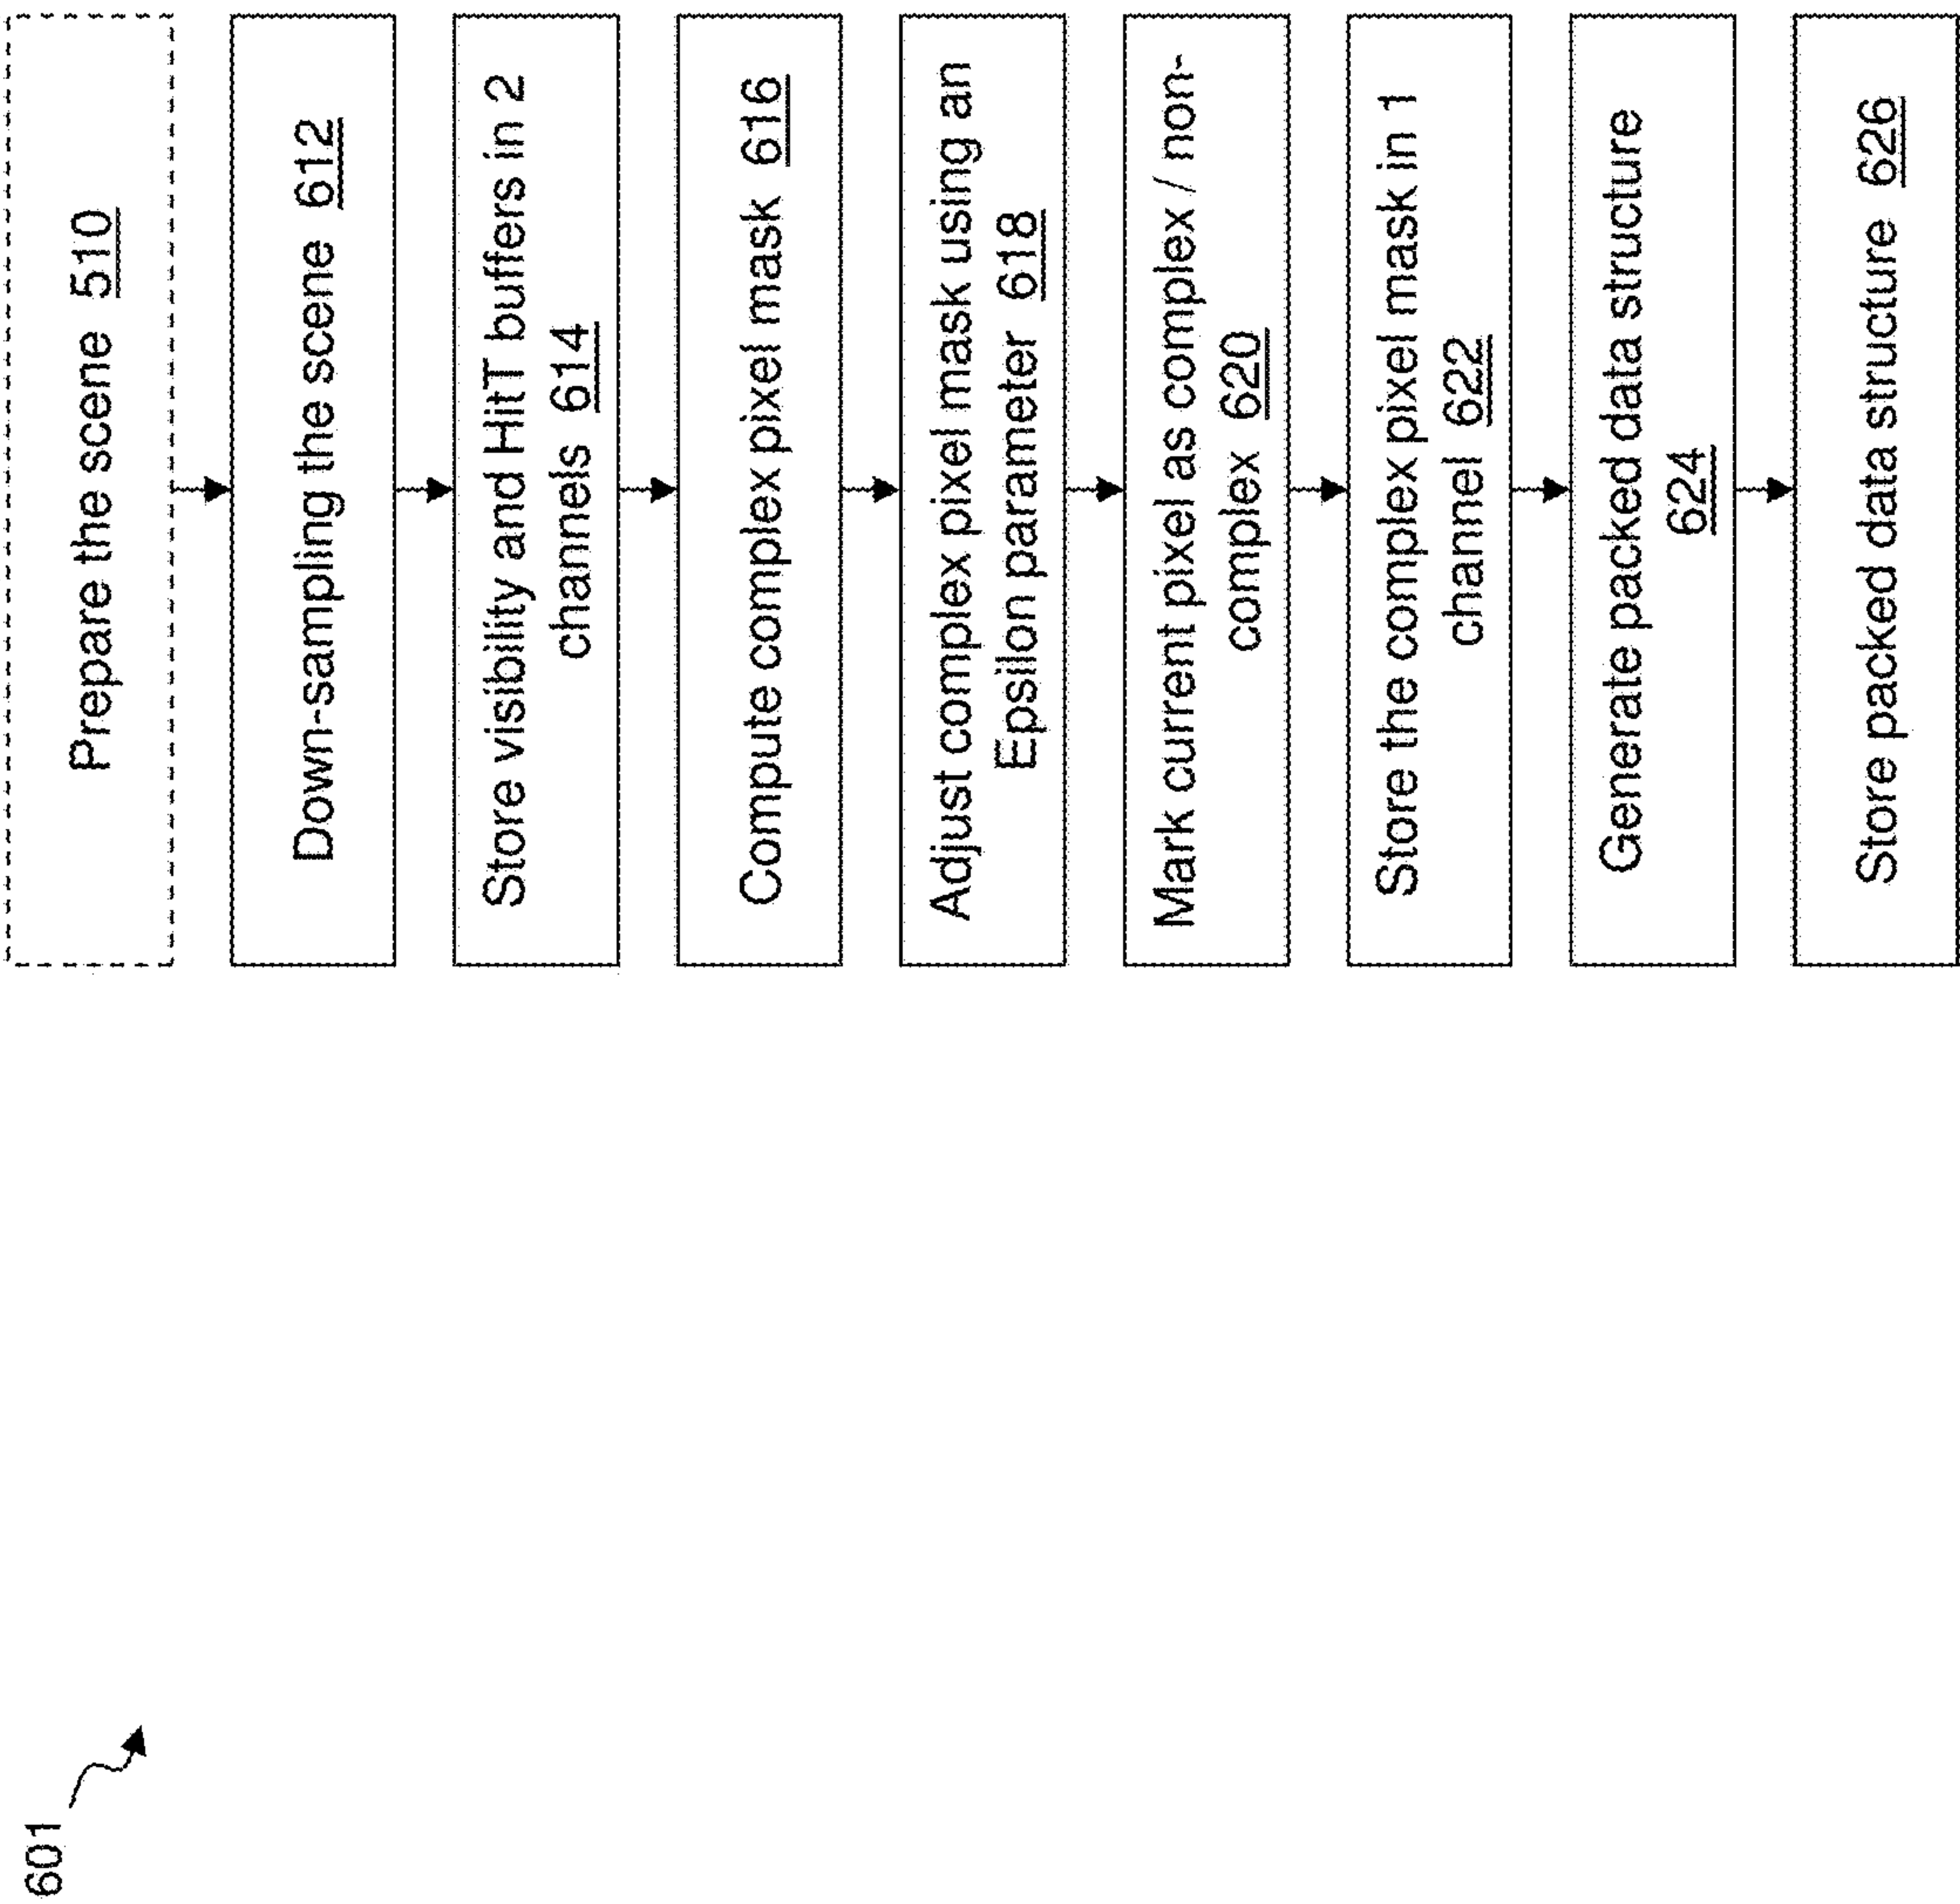 601
Prepare the scene 510
Down-sampling the scene 612
Store visibility and HitT buffers in 2
channels 614
Compute complex pixel mask 616
Adjust complex pixel mask using an
Epsilon parameter 618
Mark current pixel as complex / non-
complex 620
Store the complex pixel mask in 1
channel 622
Generate packed data structure
624
Store packed data structure 626